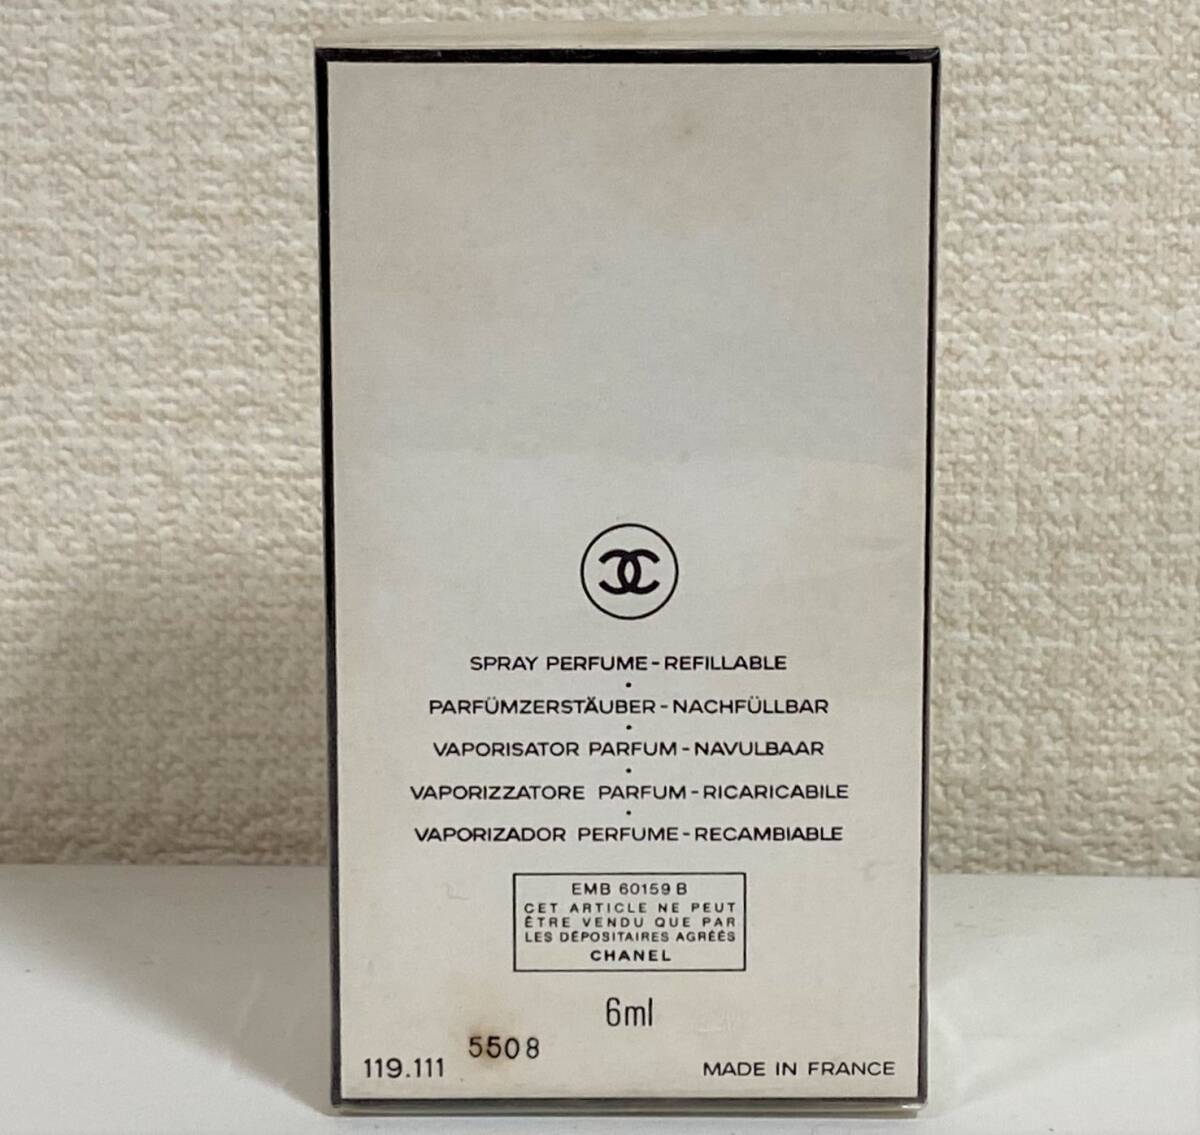 SPRAY PERFUME - REFILLABLE
•
PARFÜMZERSTÄUBER - NACHFÜLLBAR
•
VAPORISATOR PARFUM - NAVULBAAR
•
VAPORIZZATORE PARFUM - RICARICABILE
•
VAPORIZADOR PERFUME - RECAMBIABLE
EMB 60159 B
CET ARTICLE NE PEUT
ÊTRE VENDU QUE PAR
LES DÉPOSITAIRES AGRÉÉS
CHANEL
6ml
5508
119.111
MADE IN FRANCE